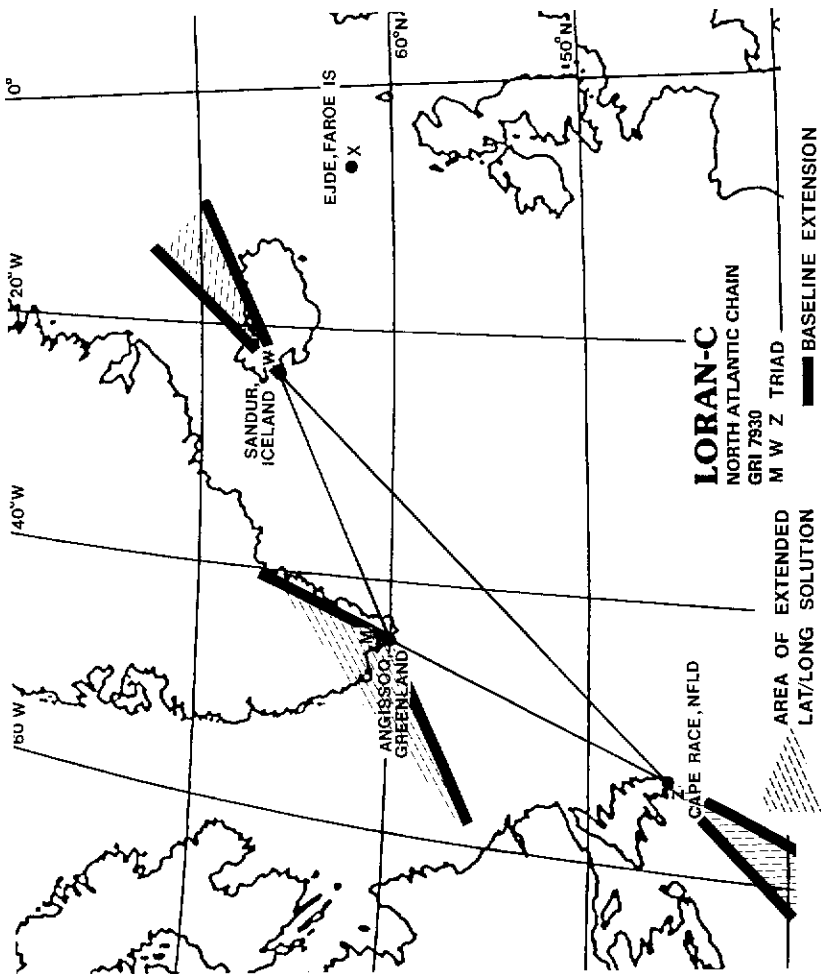 0°
20°W
40°W
60 W
60°N
50°N
EJDE, FAROE IS
X
SANDUR,
ICELAND
W
M
ANGISSOQ,
GREENLAND
Z
CAPE RACE, NFLD
LORAN-C
NORTH ATLANTIC CHAIN
GRI 7930
M W Z TRIAD
BASELINE EXTENSION
AREA OF EXTENDED
LAT/LONG SOLUTION